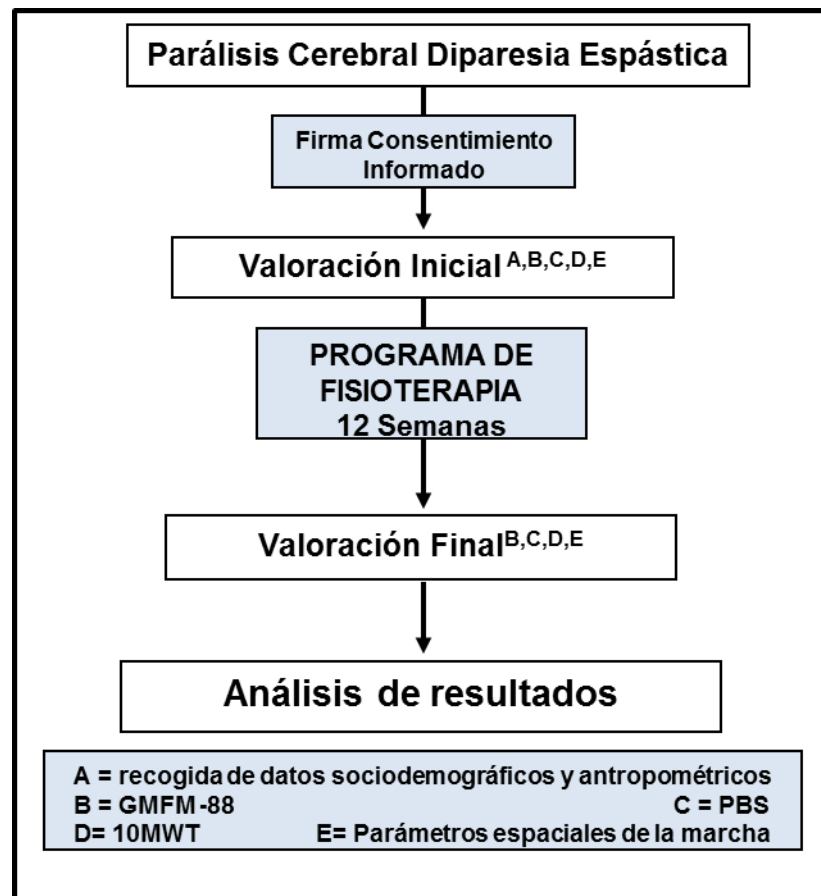 Parálisis Cerebral Diparesia Espástica
Firma Consentimiento
Informado
Valoración Inicial A,B,C,D,E
PROGRAMA DE
FISIOTERAPIA
12 Semanas
Valoración Final B,C,D,E
Análisis de resultados
A = recogida de datos sociodemográficos y antropométricos
B = GMFM-88 C = PBS
D= 10MWT E= Parámetros espaciales de la marcha